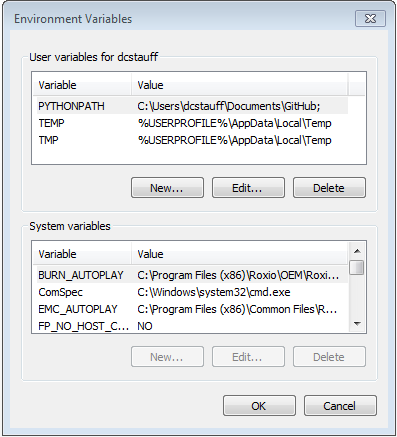 Environment Variables
User variables for dcstauff
Variable Value
PYTHONPATH C:\Users\dcstauff\Documents\GitHub;
TEMP %USERPROFILE%\AppData\Local\Temp
TMP %USERPROFILE%\AppData\Local\Temp
New... Edit... Delete
System variables
Variable Value
BURN_AUTOPLAY C:\Program Files (x86)\Roxio\OEM\Roxi...
ComSpec C:\Windows\system32\cmd.exe
EMC_AUTOPLAY C:\Program Files (x86)\Common Files\R...
FP_NO_HOST_C... NO
New... Edit... Delete
OK Cancel